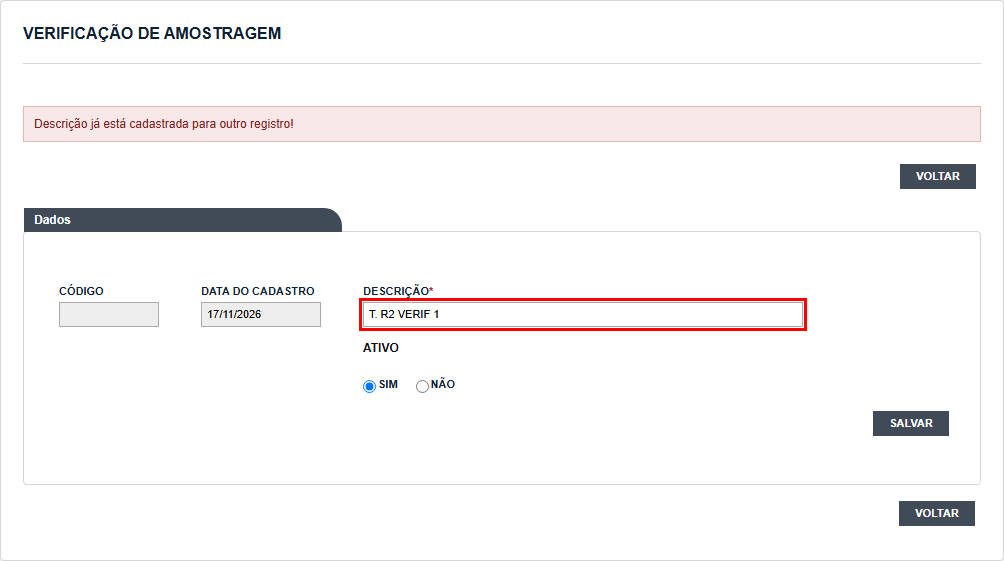 VERIFICAÇÃO DE AMOSTRAGEM
Descrição já está cadastrada para outro registro!
VOLTAR
Dados
CÓDIGO
DATA DO CADASTRO
DESCRIÇÃO*
17/11/2026
T. R2 VERIF 1
ATIVO
SIM NÃO
SALVAR
VOLTAR